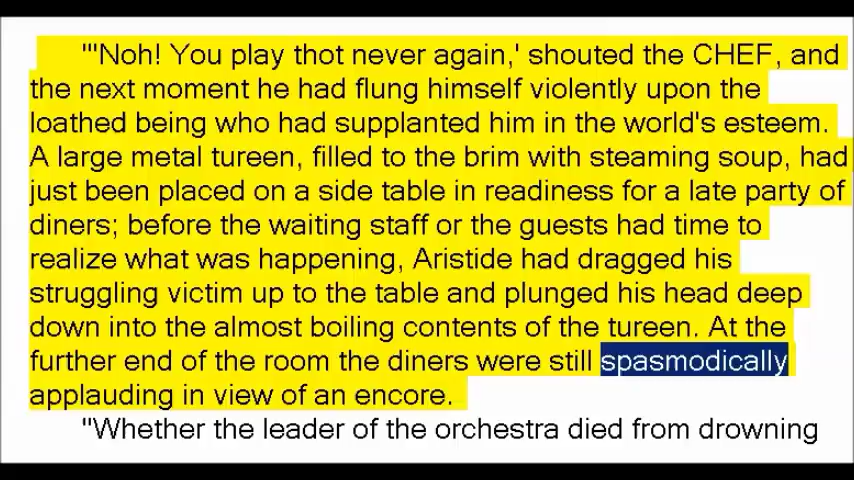 "'Noh! You play thot never again,' shouted the CHEF, and
the next moment he had flung himself violently upon the
loathed being who had supplanted him in the world's esteem.
A large metal tureen, filled to the brim with steaming soup, had
just been placed on a side table in readiness for a late party of
diners; before the waiting staff or the guests had time to
realize what was happening, Aristide had dragged his
struggling victim up to the table and plunged his head deep
down into the almost boiling contents of the tureen. At the
further end of the room the diners were still spasmodically
applauding in view of an encore.
"Whether the leader of the orchestra died from drowning